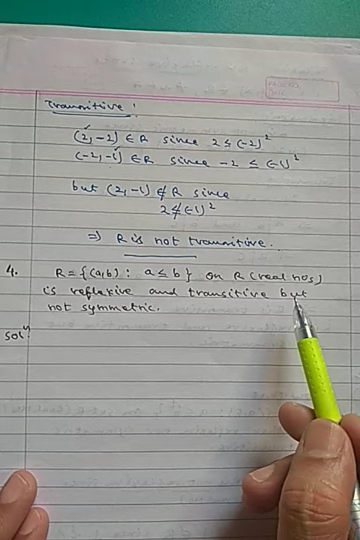 Transitive :
(2, -2) ∈ R since 2 ≤ (-2)²
(-2, -1) ∈ R since -2 ≤ (-1)²
but (2, -1) ∉ R since
2 ≰ (-1)²
⇒ R is not transitive.
4. R = {(a,b) : a ≤ b} on R (real nos)
is reflexive and transitive but
not symmetric.
Solⁿ: